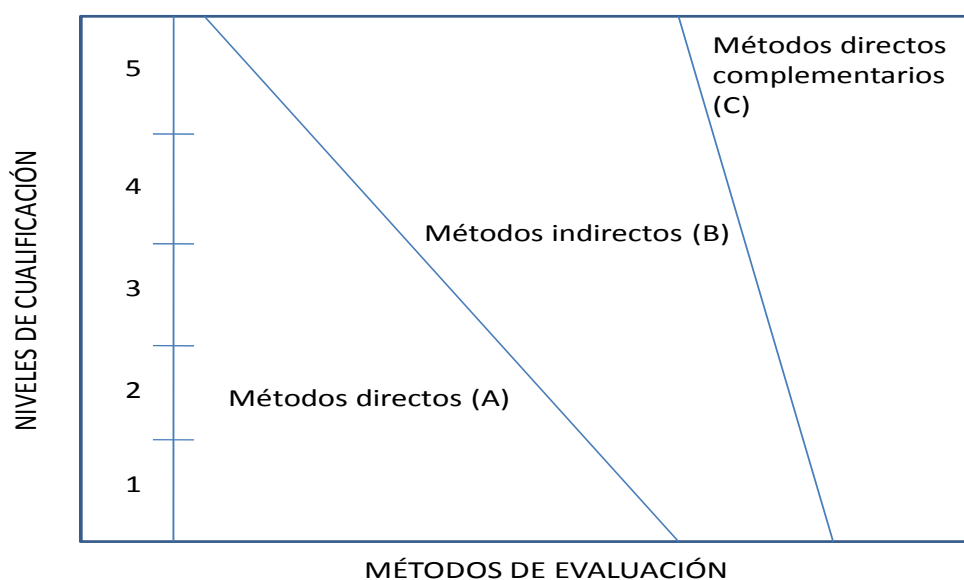 NIVELES DE CUALIFICACIÓN
5
4
3
2
1
Métodos directos
complementarios
(C)
Métodos indirectos (B)
Métodos directos (A)
MÉTODOS DE EVALUACIÓN